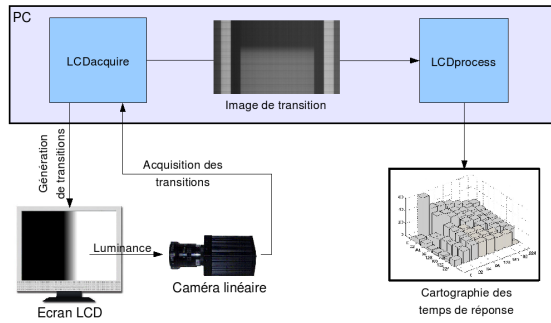 PC
LCDacquire
LCDprocess
Image de transition
Génération
de transitions
Acquisition des
transitions
Luminance
Caméra linéaire
Ecran LCD
Cartographie des
temps de réponse